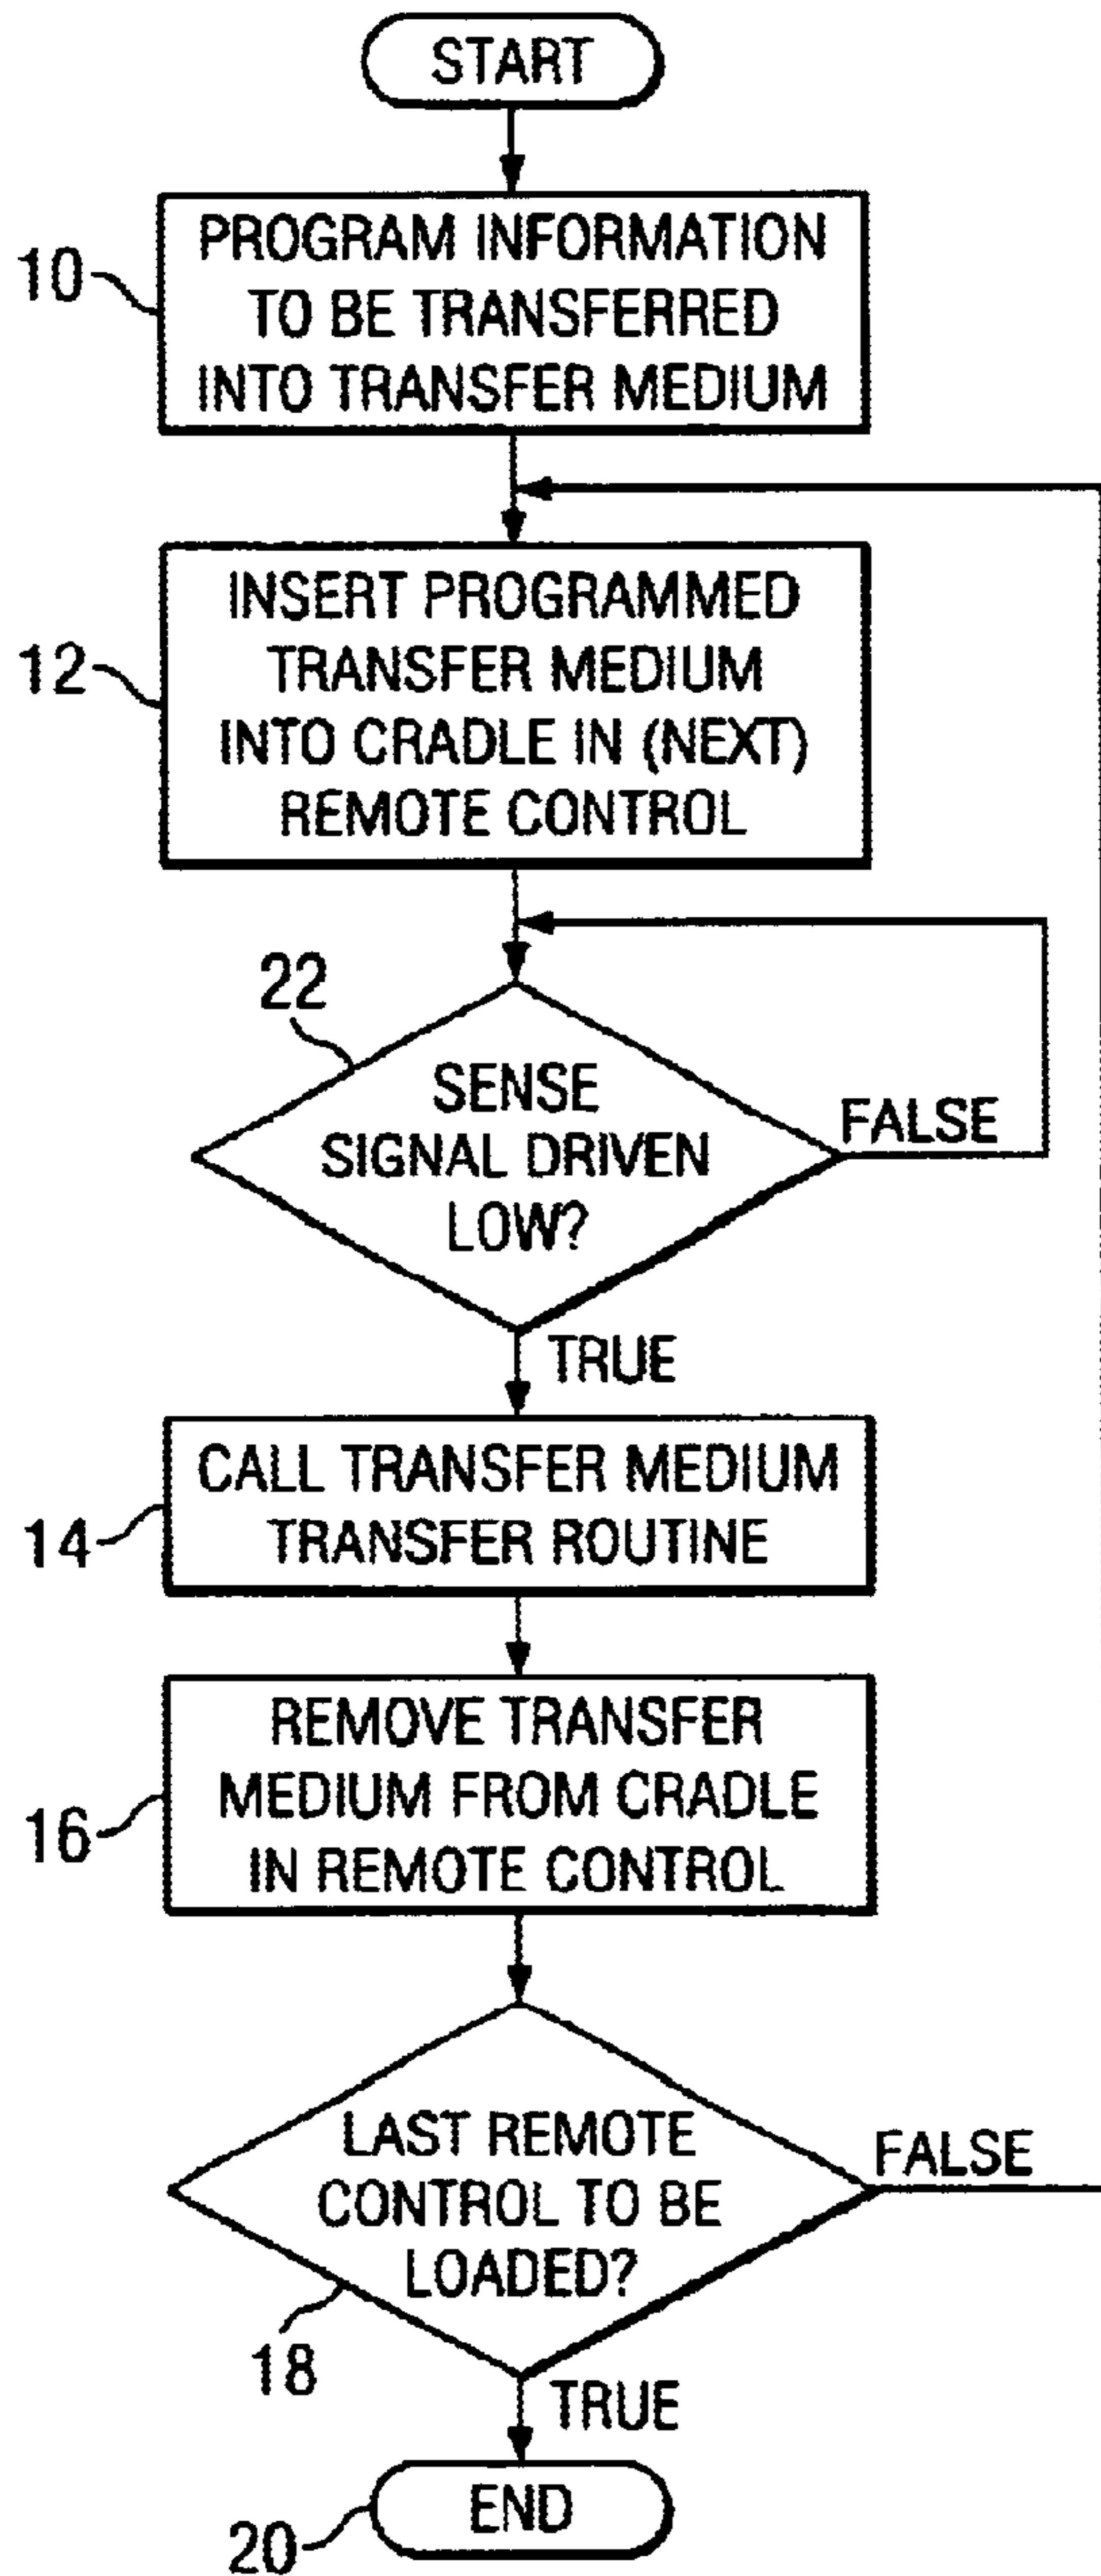 START
10
PROGRAM INFORMATION
TO BE TRANSFERRED
INTO TRANSFER MEDIUM
12
INSERT PROGRAMMED
TRANSFER MEDIUM
INTO CRADLE IN (NEXT)
REMOTE CONTROL
22
SENSE
SIGNAL DRIVEN
LOW?
FALSE
TRUE
14
CALL TRANSFER MEDIUM
TRANSFER ROUTINE
16
REMOVE TRANSFER
MEDIUM FROM CRADLE
IN REMOTE CONTROL
LAST REMOTE
CONTROL TO BE
LOADED?
FALSE
18
TRUE
END
20